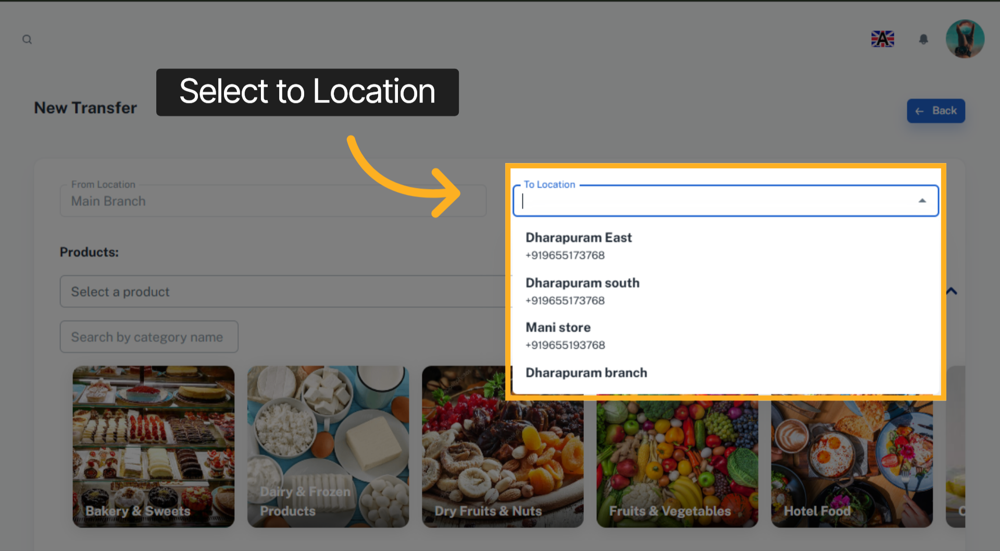 A
Select to Location
New Transfer
Back
From Location
Main Branch
To Location
Dharapuram East
+919655173768
Dharapuram south
+919655173768
Mani store
+919655193768
Dharapuram branch
Products:
Select a product
Search by category name
Bakery & Sweets
Dairy & Frozen
Products
Dry Fruits & Nuts
Fruits & Vegetables
Hotel Food